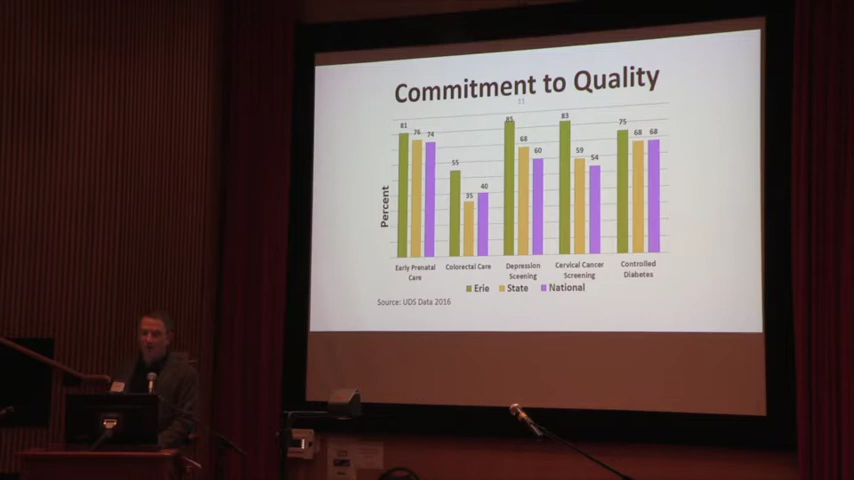 Commitment to Quality
81
76
74
55
35
40
85
68
60
83
59
54
75
68
68
Percent
Early Prenatal
Care
Colorectal Care
Depression
Sceening
Cervical Cancer
Screening
Controlled
Diabetes
Erie
State
National
Source: UDS Data 2016